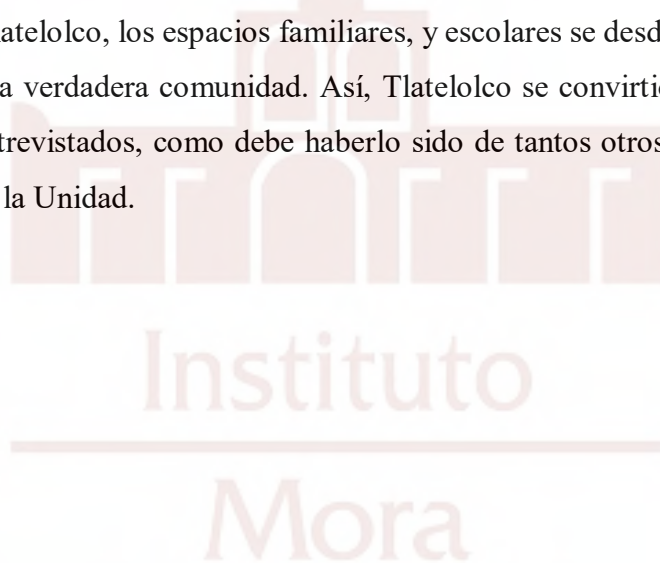 atelolco, los espacios familiares, y escolares se desd
a verdadera comunidad. Así, Tlatelolco se convirti
trevistados, como debe haberlo sido de tantos otros
la Unidad.
Instituto
Mora